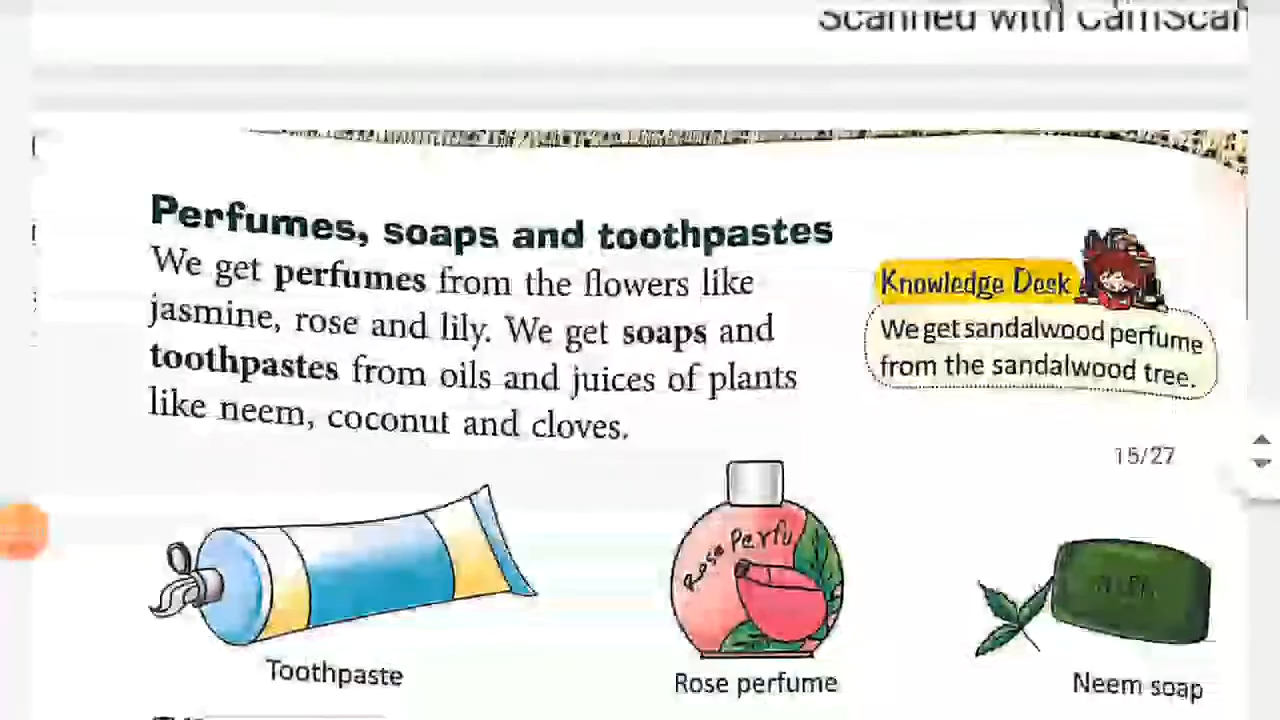 Scanned with CamScan
Perfumes, soaps and toothpastes
We get perfumes from the flowers like
jasmine, rose and lily. We get soaps and
toothpastes from oils and juices of plants
like neem, coconut and cloves.
Knowledge Desk
We get sandalwood perfume
from the sandalwood tree.
15/27
Rose Perfu
Toothpaste
Rose perfume
Neem soap